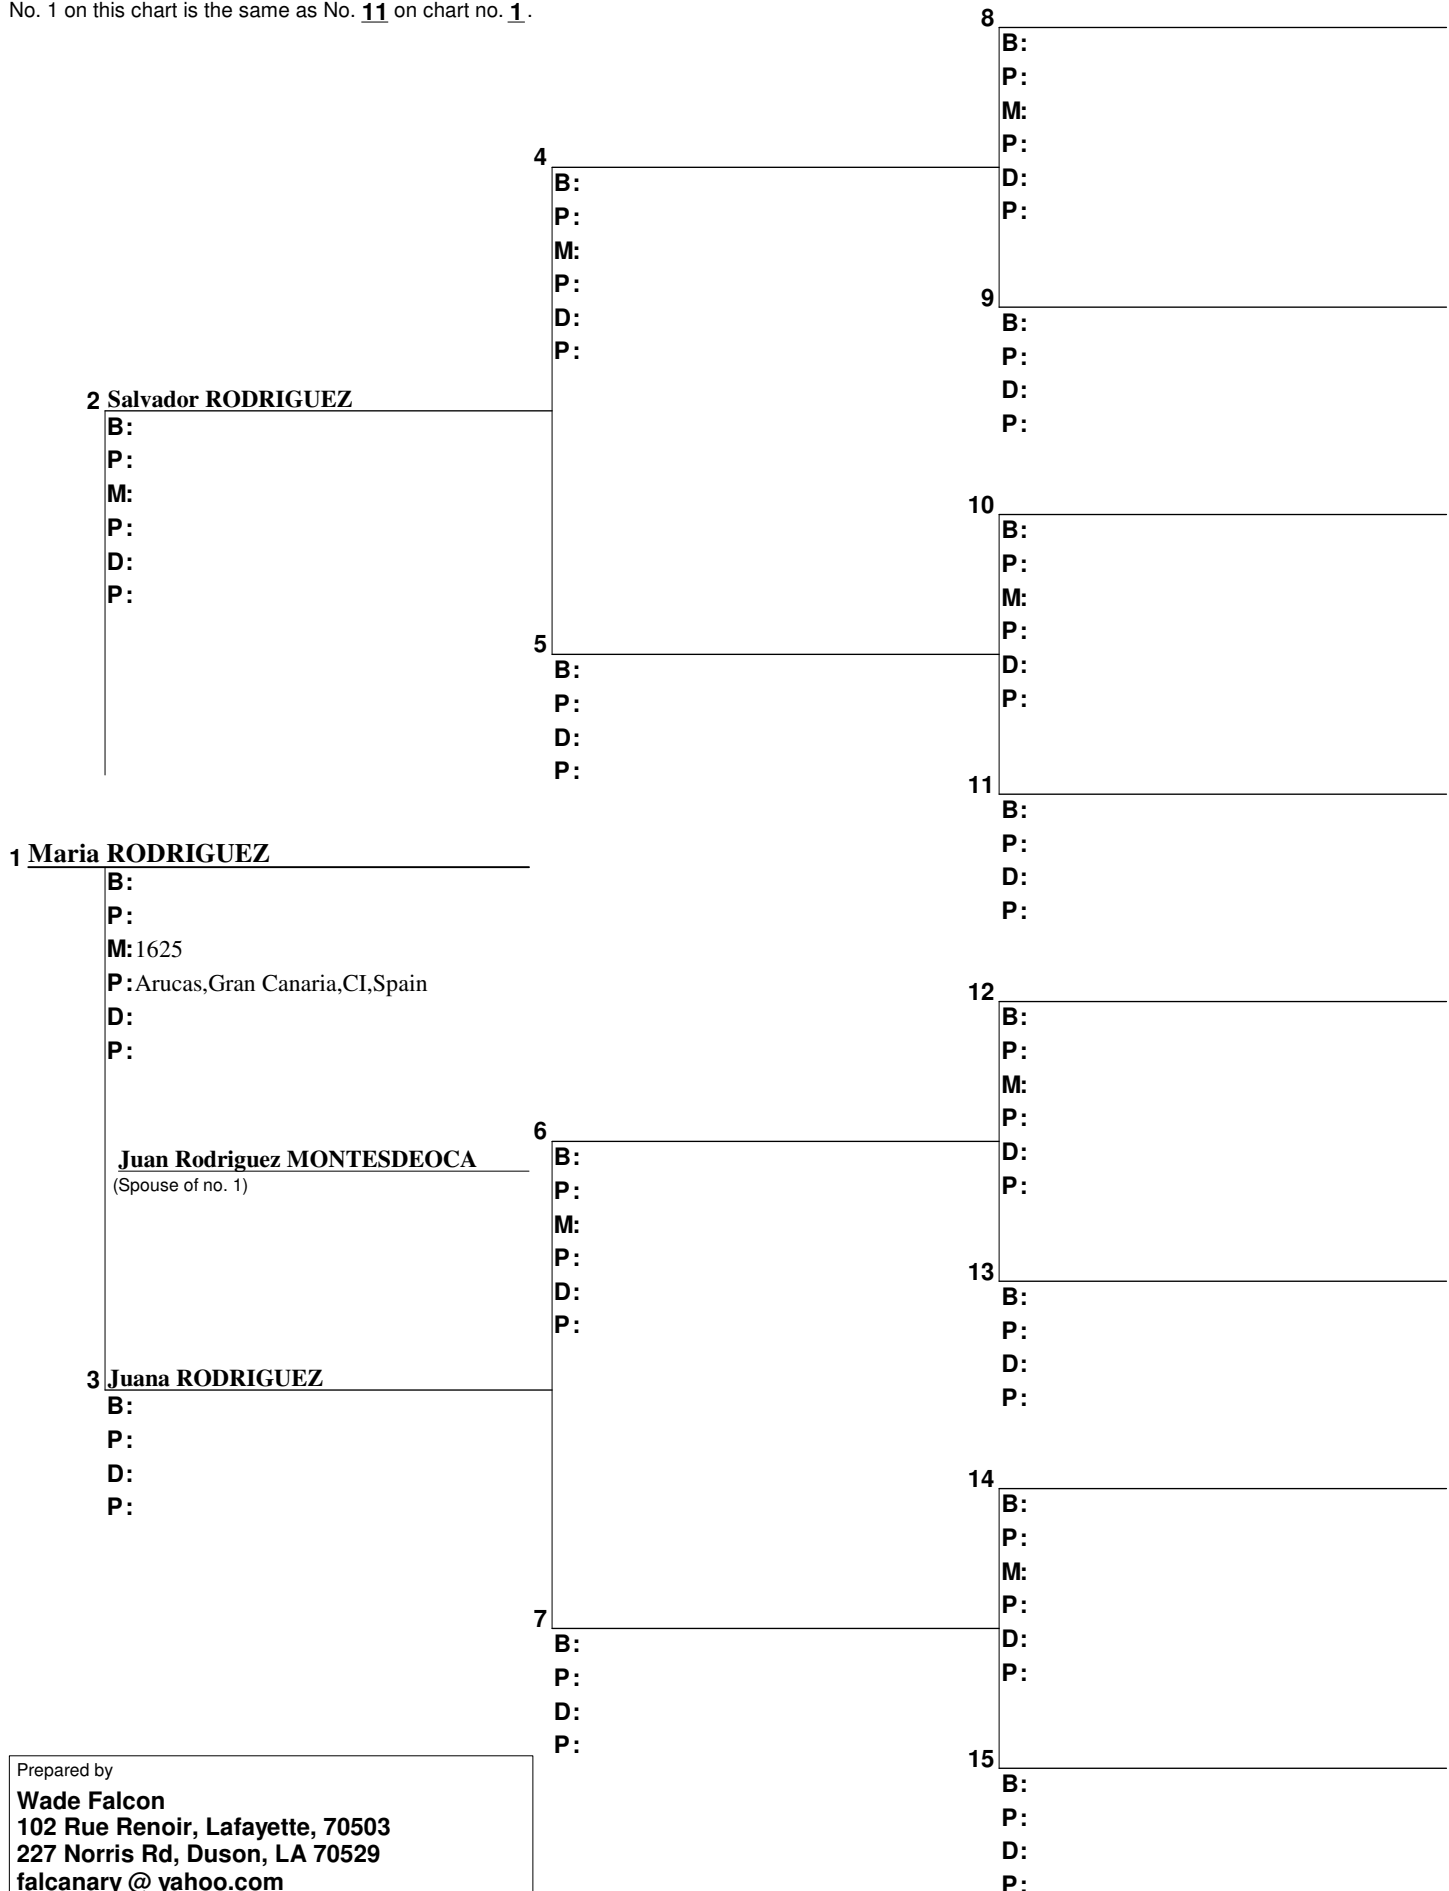 No. 1 on this chart is the same as No. 11 on chart no. 1.
8
B:
P:
M:
P:
D:
P:
4
B:
P:
M:
P:
D:
P:
9
B:
P:
D:
P:
2 Salvador RODRIGUEZ
B:
P:
M:
P:
D:
P:
10
B:
P:
M:
P:
D:
P:
5
B:
P:
D:
P:
11
B:
P:
D:
P:
1 Maria RODRIGUEZ
B:
P:
M: 1625
P: Arucas,Gran Canaria,CI,Spain
D:
P:
12
B:
P:
M:
P:
D:
P:
Juan Rodriguez MONTESDEOCA
(Spouse of no. 1)
6
B:
P:
M:
P:
D:
P:
13
B:
P:
D:
P:
3 Juana RODRIGUEZ
B:
P:
D:
P:
14
B:
P:
M:
P:
D:
P:
7
B:
P:
D:
P:
15
B:
P:
D:
P:
Prepared by
Wade Falcon
102 Rue Renoir, Lafayette, 70503
227 Norris Rd, Duson, LA 70529
falcanary @ yahoo.com